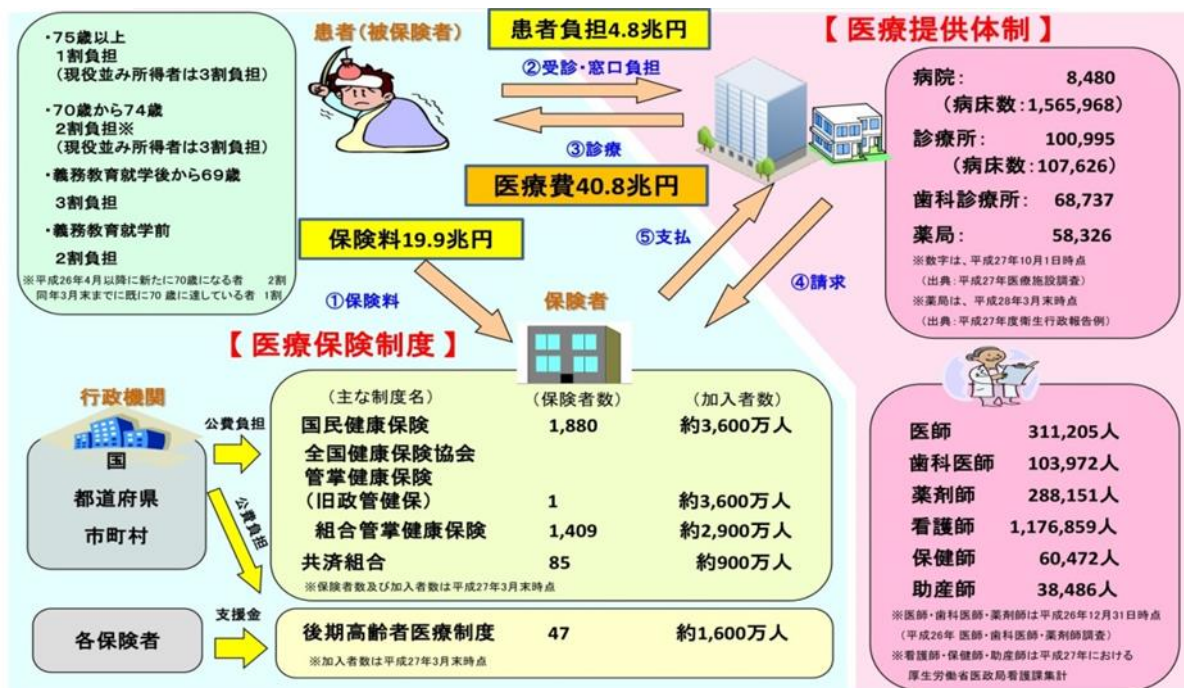 ・75歳以上
1割負担
(現役並み所得者は3割負担)
・70歳から74歳
2割負担※
(現役並み所得者は3割負担)
・義務教育就学後から69歳
3割負担
・義務教育就学前
2割負担
※平成26年4月以降に新たに70歳になる者 2割
同年3月末までに既に70 歳に達している者 1割
患者(被保険者)
患者負担4.8兆円
②受診・窓口負担
③診療
医療費40.8兆円
保険料19.9兆円
①保険料
⑤支払
④請求
保険者
【 医療提供体制 】
病院: 8,480
(病床数:1,565,968)
診療所: 100,995
(病床数:107,626)
歯科診療所: 68,737
薬局: 58,326
※数字は、平成27年10月1日時点
(出典:平成27年医療施設調査)
※薬局は、平成28年3月末時点
(出典:平成27年度衛生行政報告例)
【 医療保険制度 】
行政機関
国
都道府県
市町村
公費負担
公費負担
(主な制度名) (保険者数) (加入者数)
国民健康保険 1,880 約3,600万人
全国健康保険協会
管掌健康保険
(旧政管健保) 1 約3,600万人
組合管掌健康保険 1,409 約2,900万人
共済組合 85 約900万人
※保険者数及び加入者数は平成27年3月末時点
各保険者
支援金
後期高齢者医療制度 47 約1,600万人
※加入者数は平成27年3月末時点
医師 311,205人
歯科医師 103,972人
薬剤師 288,151人
看護師 1,176,859人
保健師 60,472人
助産師 38,486人
※医師・歯科医師・薬剤師は平成26年12月31日時点
(平成26年 医師・歯科医師・薬剤師調査)
※看護師・保健師・助産師は平成27年における
厚生労働省医政局看護課集計